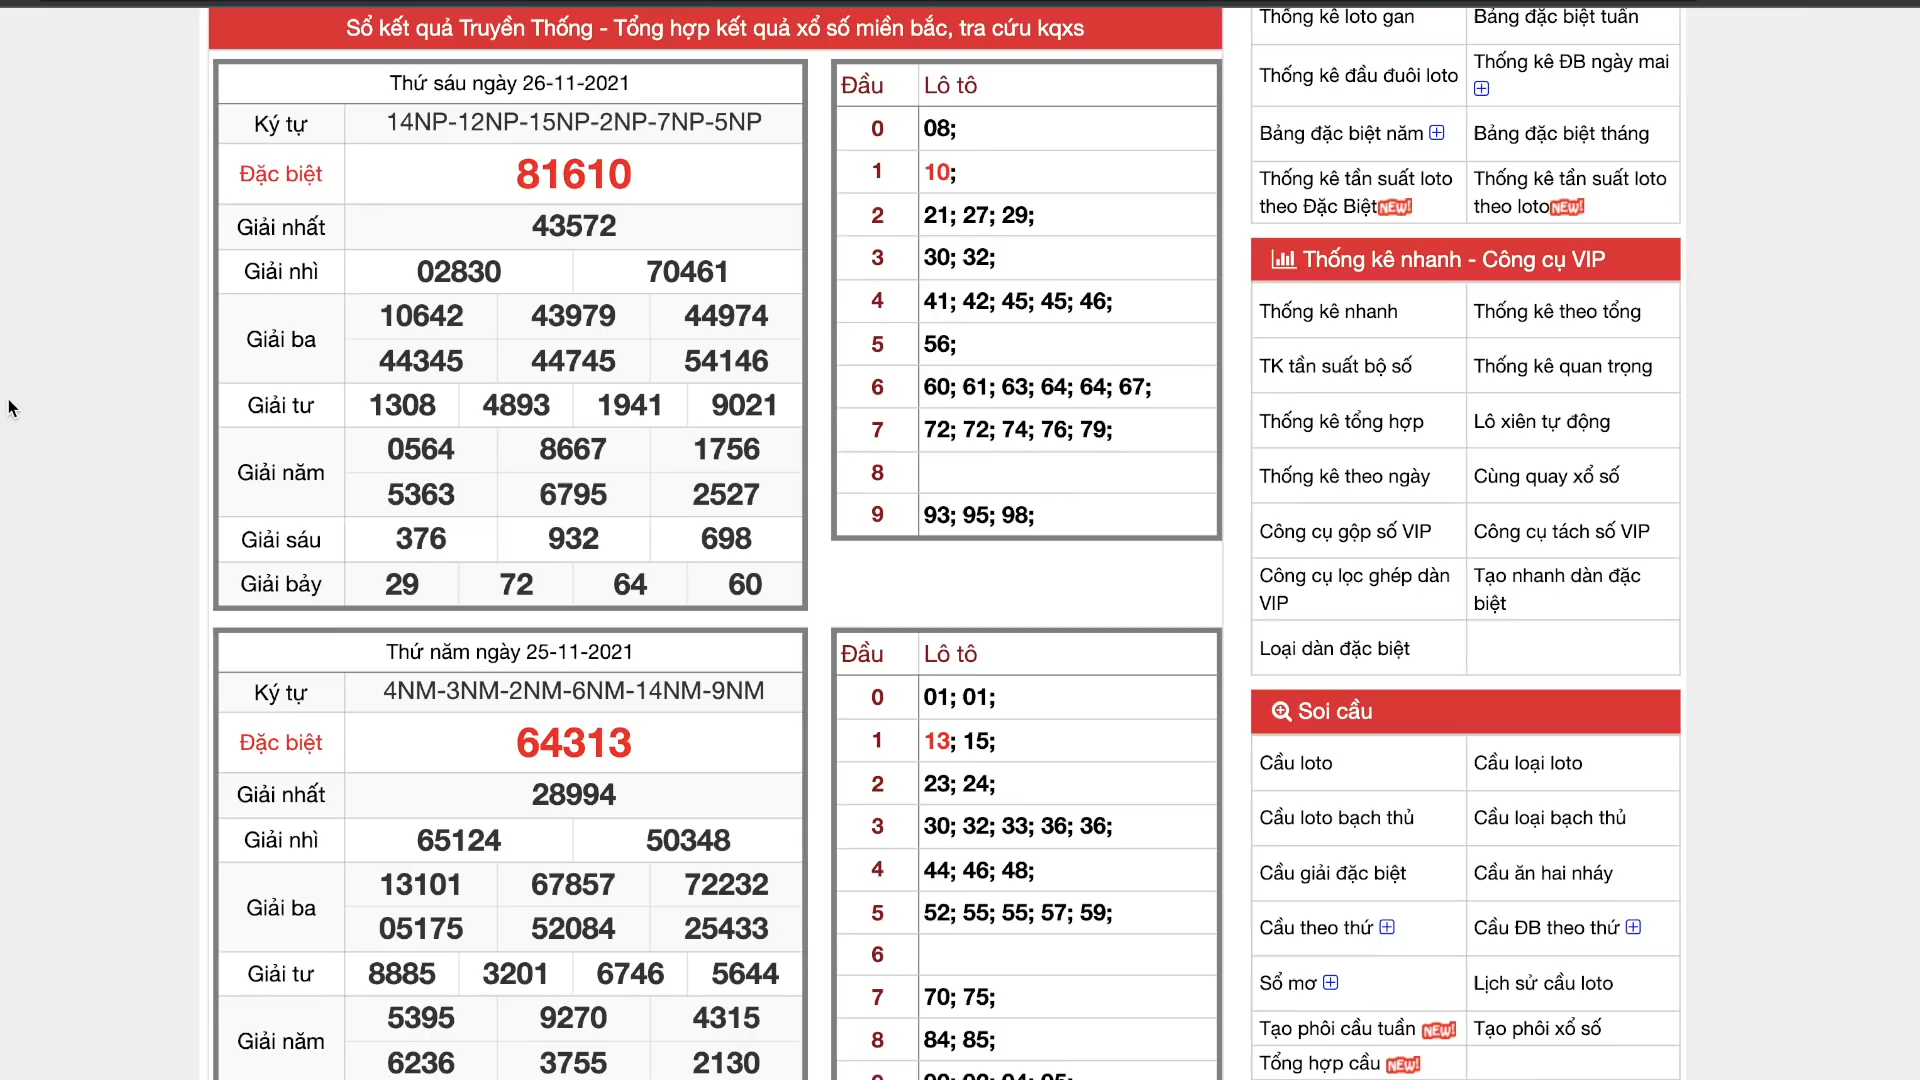 Sổ kết quả Truyền Thống - Tổng hợp kết quả xổ số miền bắc, tra cứu kqxs
Thứ sáu ngày 26-11-2021
Ký tự 14NP-12NP-15NP-2NP-7NP-5NP
Đặc biệt 81610
Giải nhất 43572
Giải nhì 02830 70461
Giải ba 10642 43979 44974
44345 44745 54146
Giải tư 1308 4893 1941 9021
Giải năm 0564 8667 1756
5363 6795 2527
Giải sáu 376 932 698
Giải bảy 29 72 64 60
Đầu Lô tô
0 08;
1 10;
2 21; 27; 29;
3 30; 32;
4 41; 42; 45; 45; 46;
5 56;
6 60; 61; 63; 64; 64; 67;
7 72; 72; 74; 76; 79;
8
9 93; 95; 98;
Thứ năm ngày 25-11-2021
Ký tự 4NM-3NM-2NM-6NM-14NM-9NM
Đặc biệt 64313
Giải nhất 28994
Giải nhì 65124 50348
Giải ba 13101 67857 72232
05175 52084 25433
Giải tư 8885 3201 6746 5644
Giải năm 5395 9270 4315
6236 3755 2130
Đầu Lô tô
0 01; 01;
1 13; 15;
2 23; 24;
3 30; 32; 33; 36; 36;
4 44; 46; 48;
5 52; 55; 55; 57; 59;
6
7 70; 75;
8 84; 85;
Thống kê loto gan Bảng đặc biệt tuần
Thống kê đầu đuôi loto Thống kê ĐB ngày mai
Bảng đặc biệt năm Bảng đặc biệt tháng
Thống kê tần suất loto theo Đặc Biệt NEW! Thống kê tần suất loto theo loto NEW!
Thống kê nhanh - Công cụ VIP
Thống kê nhanh Thống kê theo tổng
TK tần suất bộ số Thống kê quan trọng
Thống kê tổng hợp Lô xiên tự động
Thống kê theo ngày Cùng quay xổ số
Công cụ gộp số VIP Công cụ tách số VIP
Công cụ lọc ghép dàn VIP Tạo nhanh dàn đặc biệt
Loại dàn đặc biệt
Soi cầu
Cầu loto Cầu loại loto
Cầu loto bạch thủ Cầu loại bạch thủ
Cầu giải đặc biệt Cầu ăn hai nháy
Cầu theo thứ Cầu ĐB theo thứ
Sổ mơ Lịch sử cầu loto
Tạo phôi cầu tuần NEW! Tạo phôi xổ số
Tổng hợp cầu NEW!